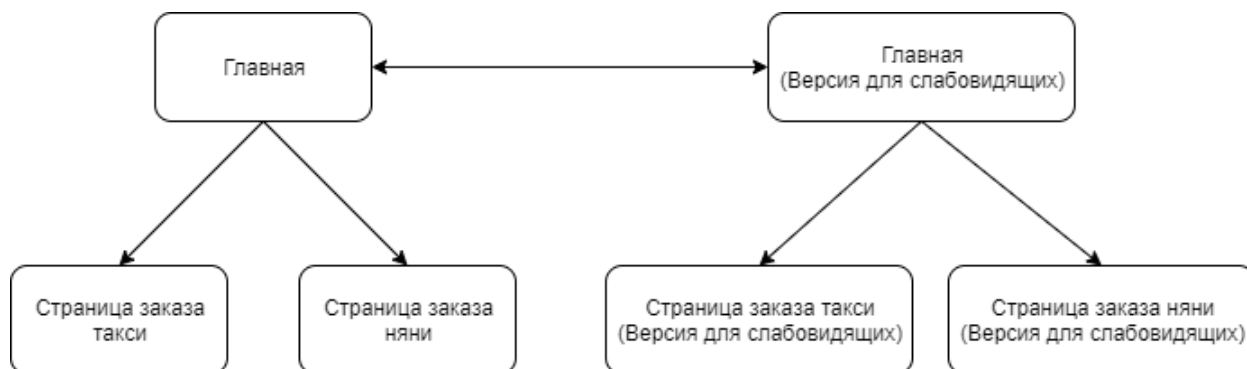 Главная
Главная
(Версия для слабовидящих)
Страница заказа
такси
Страница заказа
няни
Страница заказа такси
(Версия для слабовидящих)
Страница заказа няни
(Версия для слабовидящих)